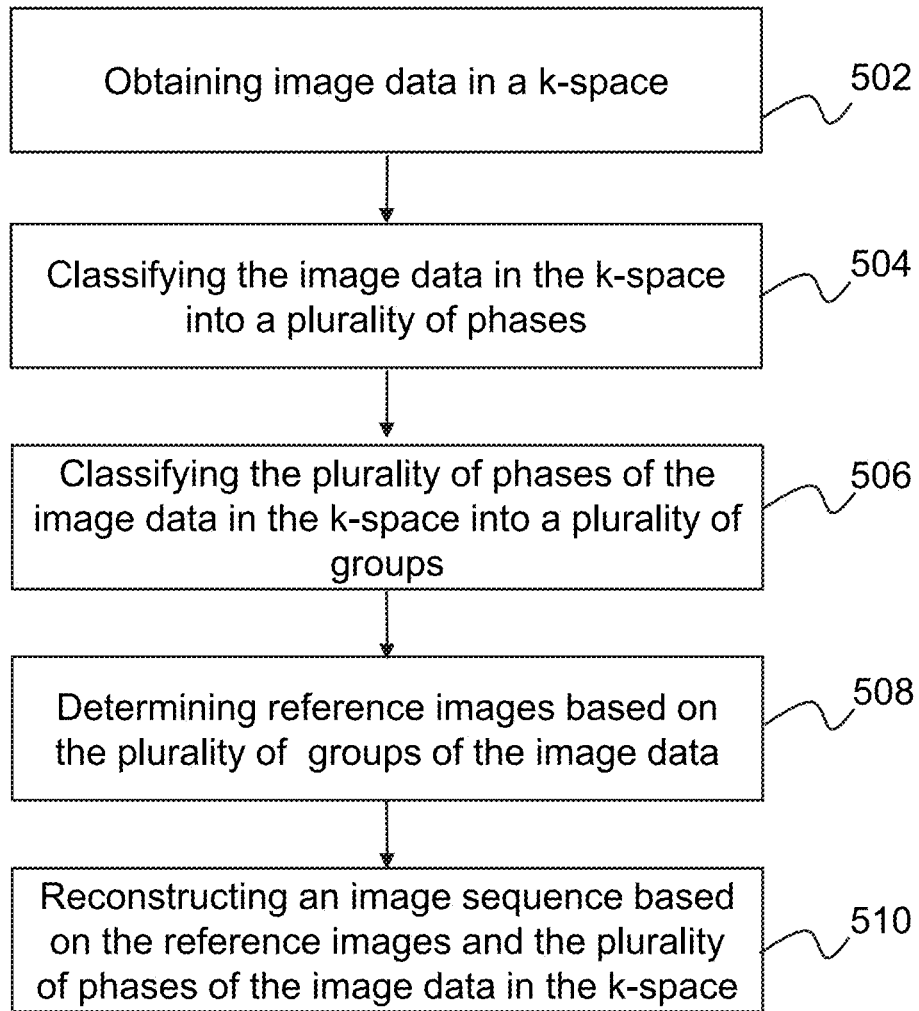 Obtaining image data in a k-space
502
Classifying the image data in the k-space
into a plurality of phases
504
Classifying the plurality of phases of the
image data in the k-space into a plurality of
groups
506
Determining reference images based on
the plurality of groups of the image data
508
Reconstructing an image sequence based
on the reference images and the plurality
of phases of the image data in the k-space
510